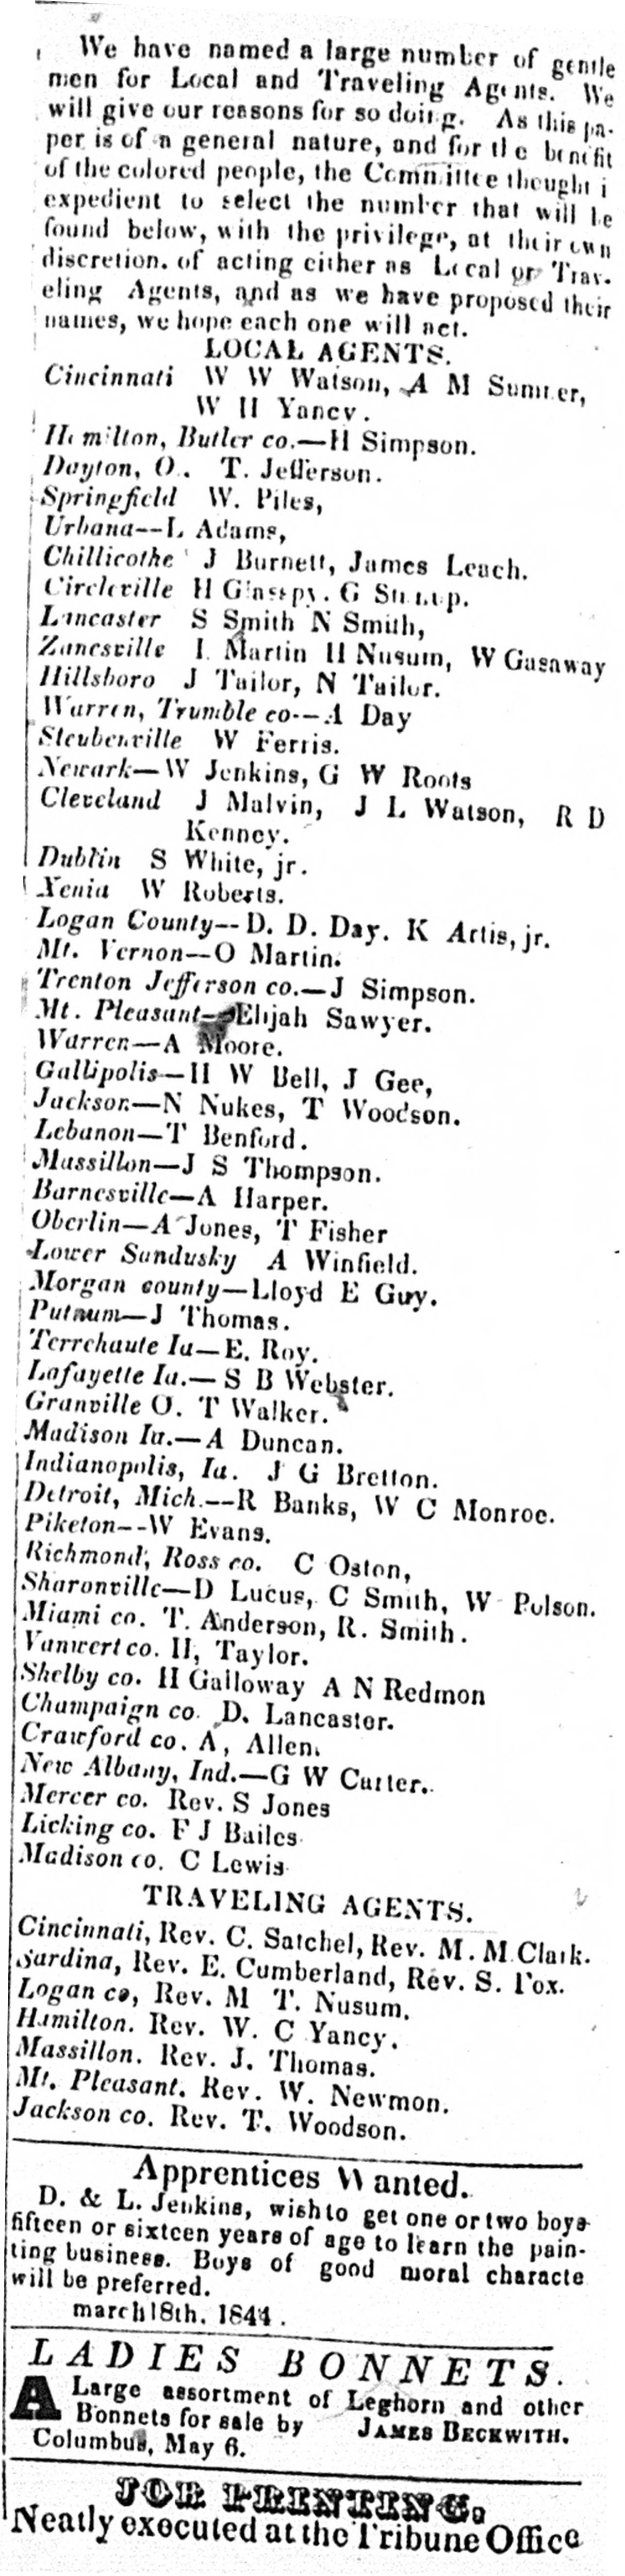 We have named a large number of gentle
men for Local and Traveling Agents. We
will give our reasons for so doing. As this pa-
per is of a general nature, and for the benefit
of the colored people, the Committee thought i
expedient to select the number that will be
found below, with the privilege, at their own
discretion. of acting either as Local or Trav-
eling Agents, and as we have proposed their
names, we hope each one will act.
LOCAL AGENTS.
Cincinnati W W Watson, A M Sumner,
W H Yancy.
Hamilton, Butler co.—H Simpson.
Dayton, O. T. Jefferson.
Springfield W. Piles,
Urbana--L Adams,
Chillicothe J Burnett, James Leach.
Circleville H G
Lancaster S Smith N Smith,
Zanesville I. Martin H Nusum, W Gasaway
Hillsboro J Tailor, N Tailor.
Warren, Trumble co--A Day
Steubenville W Ferris.
Newark—W Jenkins, G W Roots
Cleveland J Malvin, J L Watson, R D
Kenney.
Dublin S White, jr.
Xenia W Roberts.
Logan County--D. D. Day. K Artis, jr.
Mt. Vernon—O Martin.
Trenton Jefferson co.—J Simpson.
Mt. Pleasant—Elijah Sawyer.
Warren—A Moore.
Gallipolis—H W Bell, J Gee,
Jackson—N Nukes, T Woodson.
Lebanon—T Benford.
Massillon—J S Thompson.
Barnesville—A Harper.
Oberlin—A Jones, T Fisher
Lower Sandusky A Winfield.
Morgan county—Lloyd E Guy.
Putnum—J Thomas.
Terrehaute Ia—E. Roy.
Lafayette Ia.—S B Webster.
Granville O. T Walker.
Madison Ia.—A Duncan.
Indianopolis, Ia. J G Bretton.
Detroit, Mich.--R Banks, W C Monroe.
Piketon--W Evans.
Richmond, Ross co. C Oston,
Sharonville—D Lucus, C Smith, W Polson.
Miami co. T. Anderson, R. Smith.
Vanwert co. H, Taylor.
Shelby co. H Galloway A N Redmon
Champaign co. D. Lancaster.
Crawford co. A, Allen.
New Albany, Ind.—G W Carter.
Mercer co. Rev. S Jones
Licking co. F J Bailes
Madison co. C Lewis
TRAVELING AGENTS.
Cincinnati, Rev. C. Satchel, Rev. M. M Clark.
Sardina, Rev. E. Cumberland, Rev. S. Fox.
Logan co, Rev. M T. Nusum.
Hamilton. Rev. W. C Yancy.
Massillon. Rev. J. Thomas.
Mt. Pleasant. Rev. W. Newmon.
Jackson co. Rev. T. Woodson.
Apprentices Wanted.
D. & L. Jenkins, wish to get one or two boys
fifteen or sixteen years of age to learn the pain-
ting business. Boys of good moral characte
will be preferred.
march 18th, 1844.
LADIES BONNETS.
A Large assortment of Leghorn and other
Bonnets for sale by JAMES BECKWITH.
Columbus, May 6.
JOB PRINTING.
Neatly executed at the Tribune Office